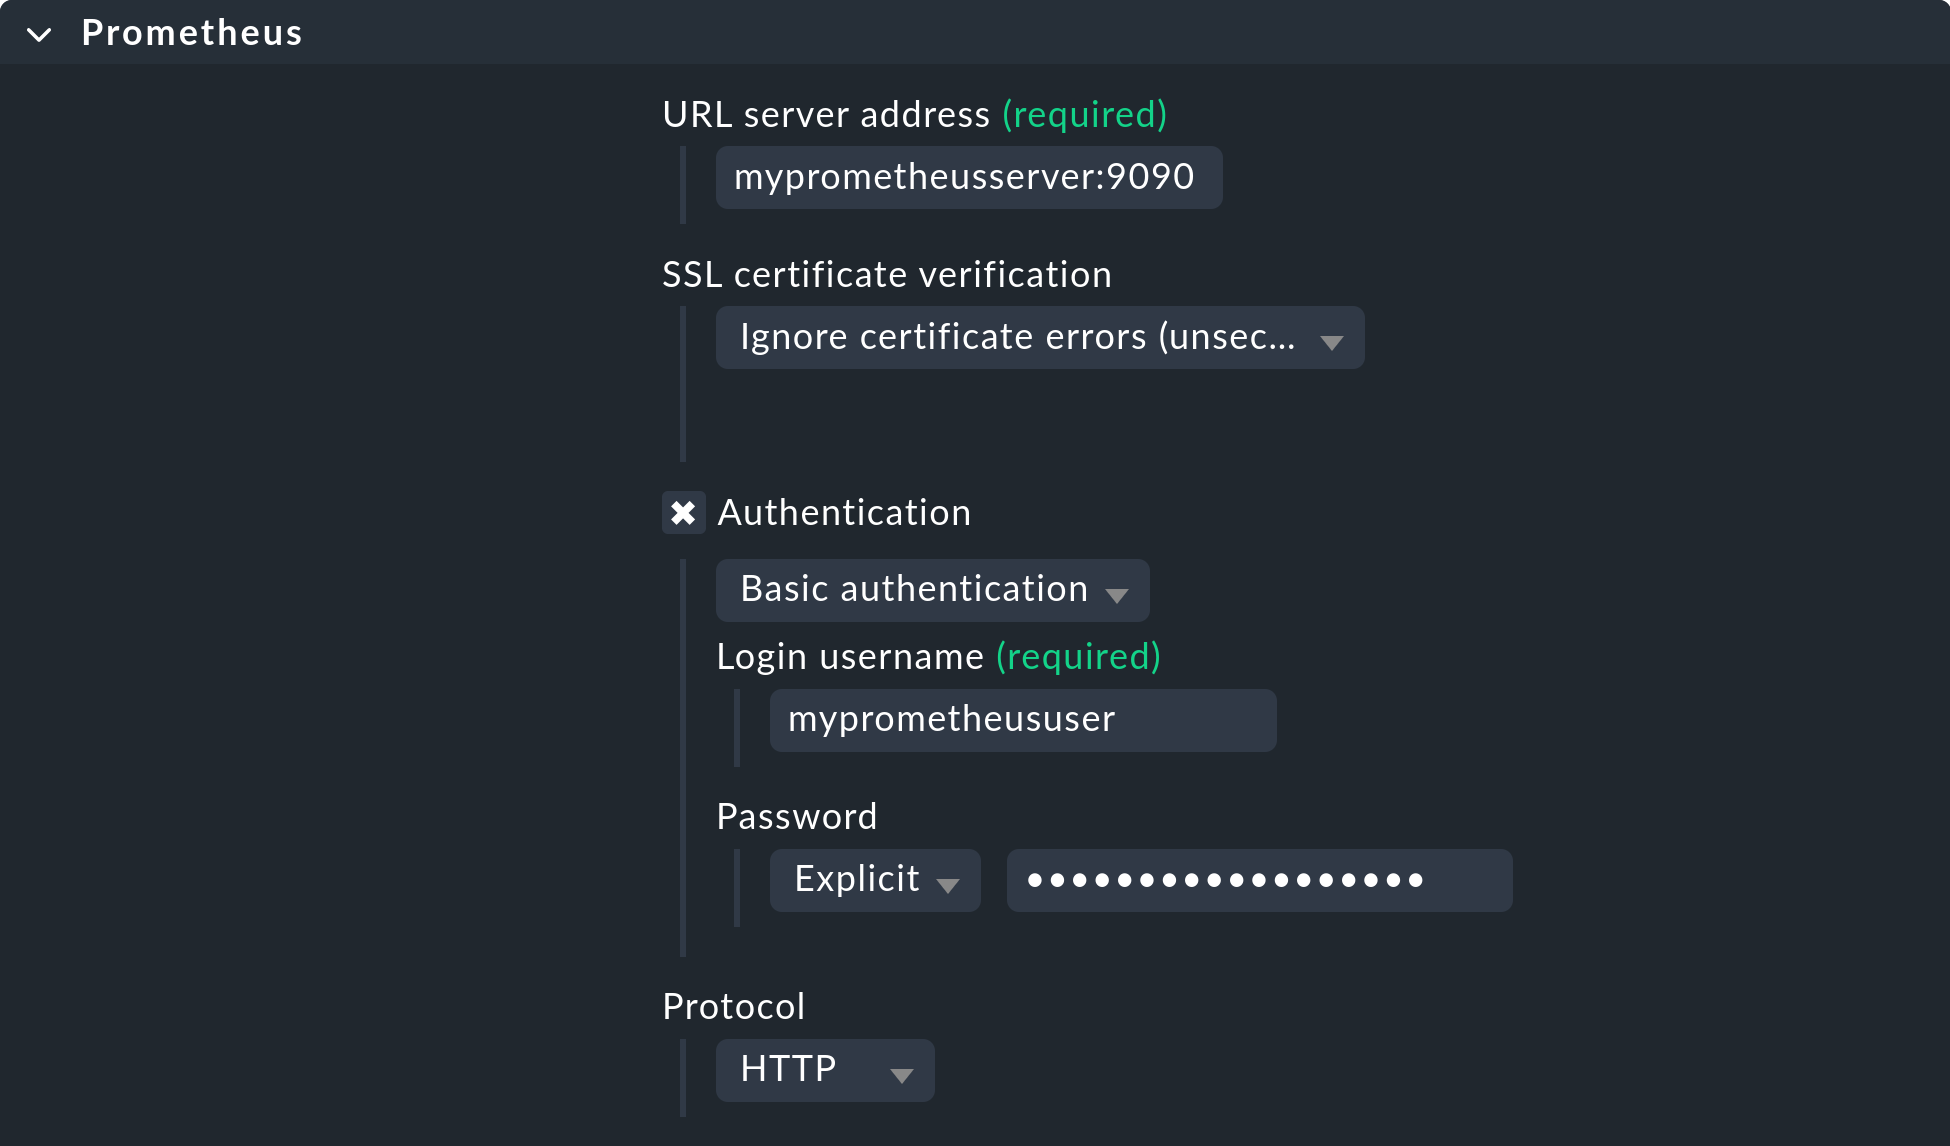 Prometheus
URL server address (required)
myprometheusserver:9090
SSL certificate verification
Ignore certificate errors (unsec...
Authentication
Basic authentication
Login username (required)
myprometheususer
Password
Explicit ••••••••••••••••••
Protocol
HTTP